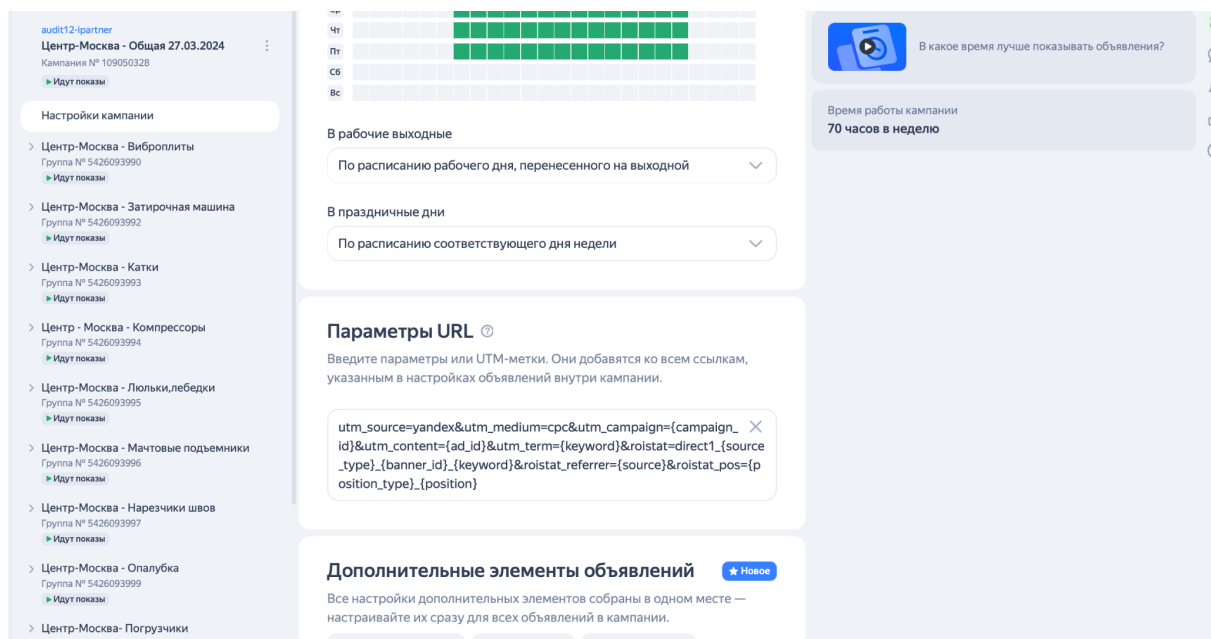 audit12-ipartner
Центр-Москва - Общая 27.03.2024
Кампания № 109050328
Идут показы
Настройки кампании
Центр-Москва - Виброплиты
Группа № 5426093990
Идут показы
Центр-Москва - Затирочная машина
Группа № 5426093992
Идут показы
Центр-Москва - Катки
Группа № 5426093993
Идут показы
Центр - Москва - Компрессоры
Группа № 5426093994
Идут показы
Центр-Москва - Люльки,лебедки
Группа № 5426093995
Идут показы
Центр-Москва - Мачтовые подъемники
Группа № 5426093996
Идут показы
Центр-Москва - Нарезчики швов
Группа № 5426093997
Идут показы
Центр-Москва - Опалубка
Группа № 5426093999
Идут показы
Центр-Москва- Погрузчики
Чт
Пт
Сб
Вс
В рабочие выходные
По расписанию рабочего дня, перенесенного на выходной
В праздничные дни
По расписанию соответствующего дня недели
Параметры URL
Введите параметры или UTM-метки. Они добавятся ко всем ссылкам,
указанным в настройках объявлений внутри кампании.
utm_source=yandex&utm_medium=cpc&utm_campaign={campaign_
id}&utm_content={ad_id}&utm_term={keyword}&roistat=direct1_{source
_type}_{banner_id}_{keyword}&roistat_referrer={source}&roistat_pos={p
osition_type}_{position}
Дополнительные элементы объявлений
Новое
Все настройки дополнительных элементов собраны в одном месте —
настраивайте их сразу для всех объявлений в кампании.
В какое время лучше показывать объявления?
Время работы кампании
70 часов в неделю